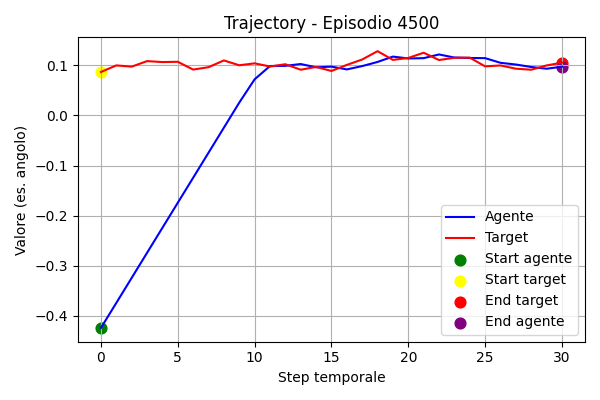 Trajectory - Episodio 4500
Valore (es. angolo)
0.1
0.0
−0.1
−0.2
−0.3
−0.4
0
5
10
15
20
25
30
Step temporale
Agente
Target
Start agente
Start target
End target
End agente